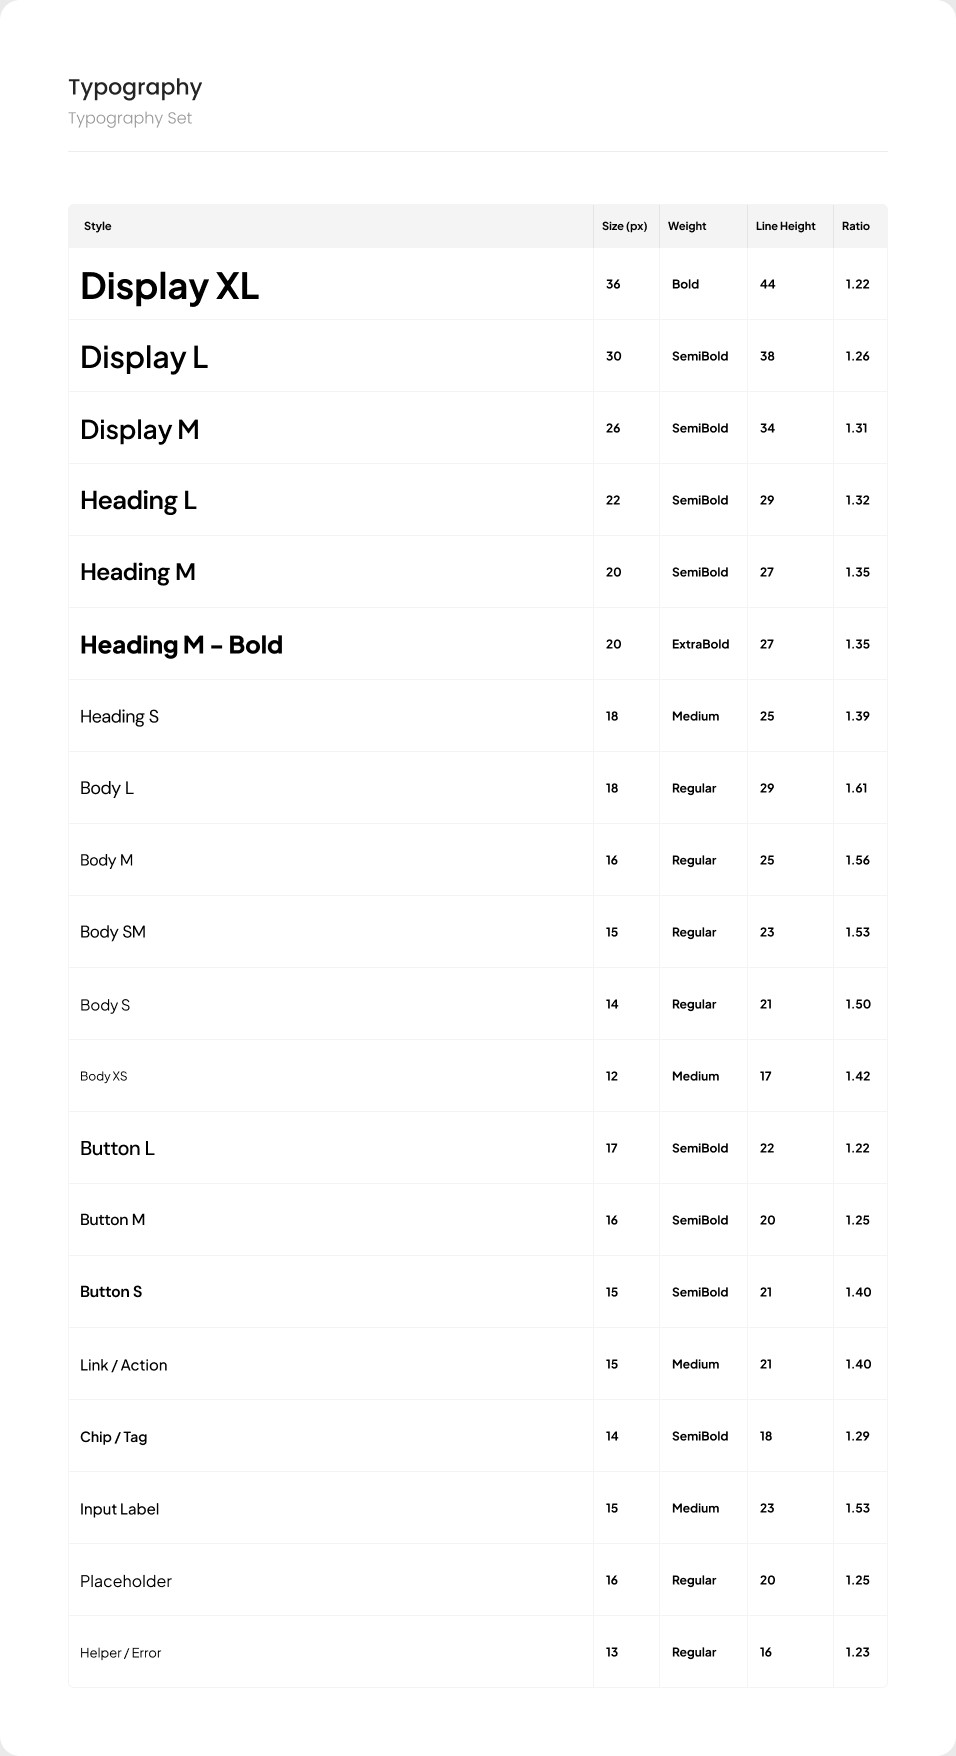 Typography
Typography Set
Style Size (px) Weight Line Height Ratio
Display XL 36 Bold 44 1.22
Display L 30 SemiBold 38 1.26
Display M 26 SemiBold 34 1.31
Heading L 22 SemiBold 29 1.32
Heading M 20 SemiBold 27 1.35
Heading M – Bold 20 ExtraBold 27 1.35
Heading S 18 Medium 25 1.39
Body L 18 Regular 29 1.61
Body M 16 Regular 25 1.56
Body SM 15 Regular 23 1.53
Body S 14 Regular 21 1.50
Body XS 12 Medium 17 1.42
Button L 17 SemiBold 22 1.22
Button M 16 SemiBold 20 1.25
Button S 15 SemiBold 21 1.40
Link / Action 15 Medium 21 1.40
Chip / Tag 14 SemiBold 18 1.29
Input Label 15 Medium 23 1.53
Placeholder 16 Regular 20 1.25
Helper / Error 13 Regular 16 1.23